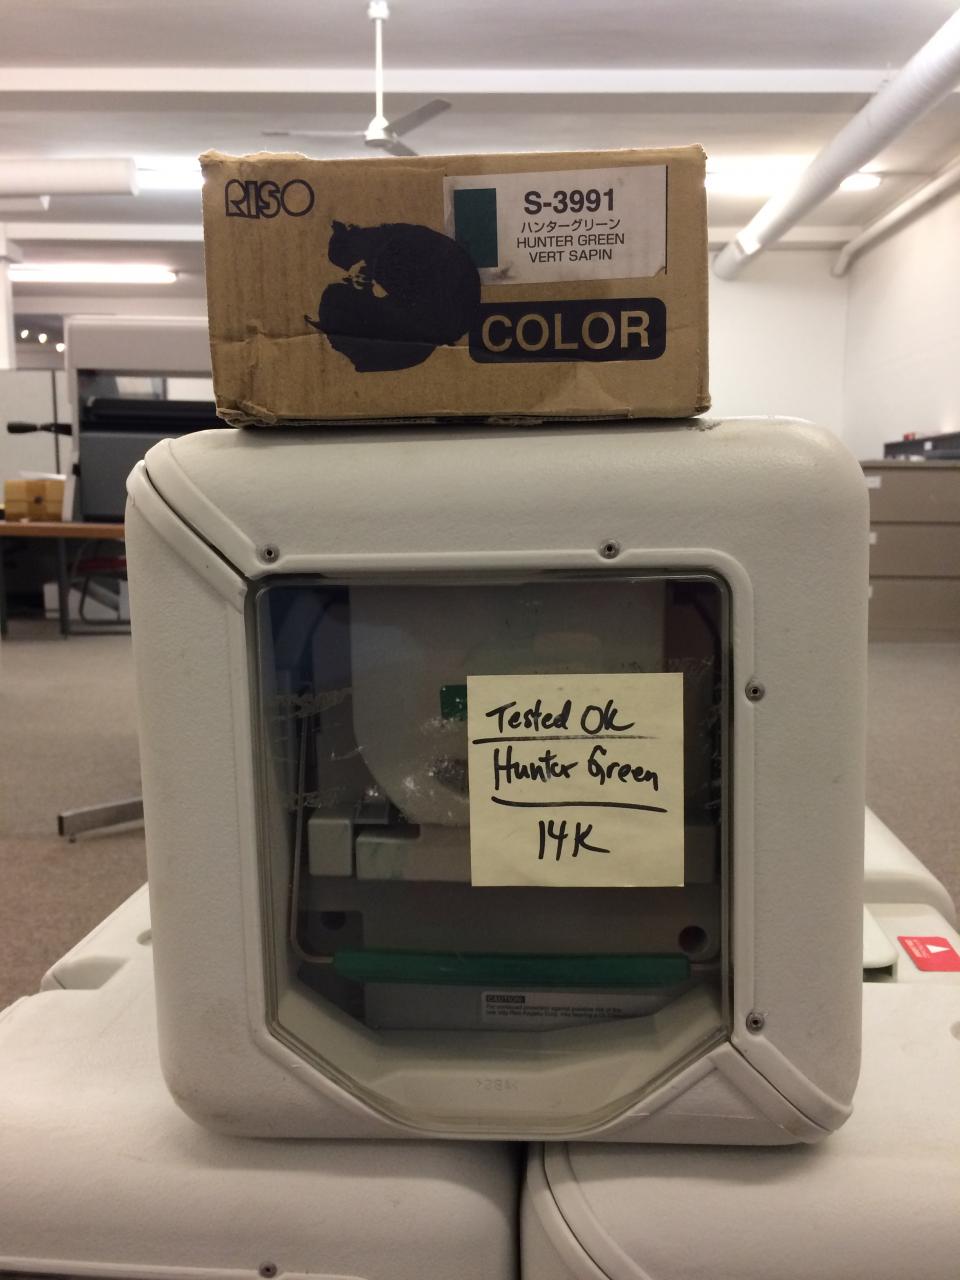 RISO
S-3991
ハンターグリーン
HUNTER GREEN
VERT SAPIN
COLOR
Tested Ok
Hunter Green
14K
CAUTION